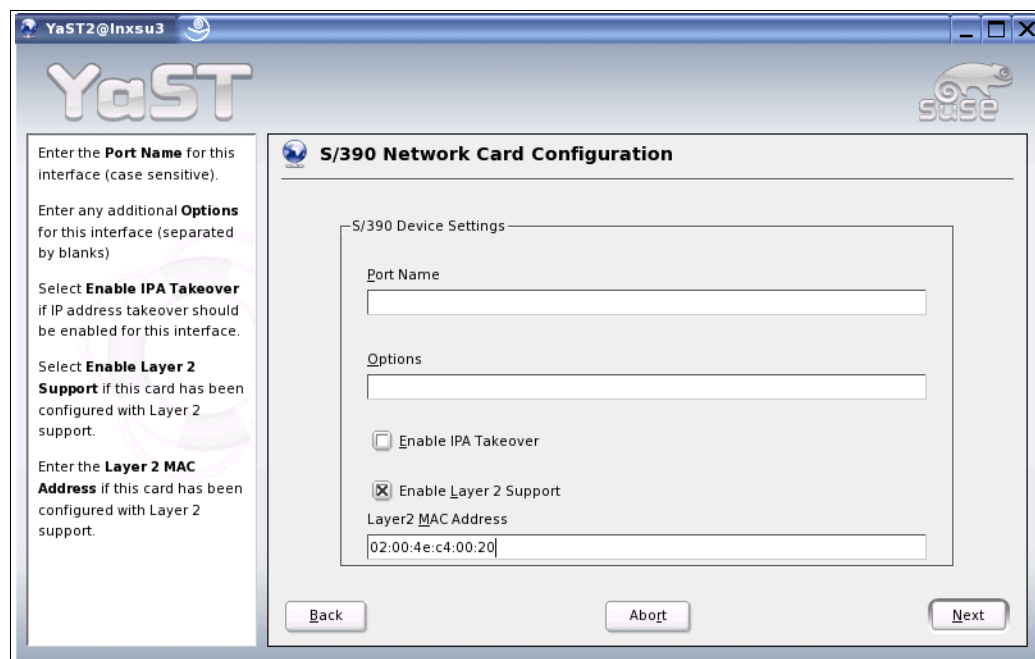 YaST2@lnxsu3
YaST
suse
Enter the Port Name for this
interface (case sensitive).
Enter any additional Options
for this interface (separated
by blanks)
Select Enable IPA Takeover
if IP address takeover should
be enabled for this interface.
Select Enable Layer 2
Support if this card has been
configured with Layer 2
support.
Enter the Layer 2 MAC
Address if this card has been
configured with Layer 2
support.
S/390 Network Card Configuration
S/390 Device Settings
Port Name
Options
Enable IPA Takeover
Enable Layer 2 Support
Layer2 MAC Address
02:00:4e:c4:00:20
Back
Abort
Next